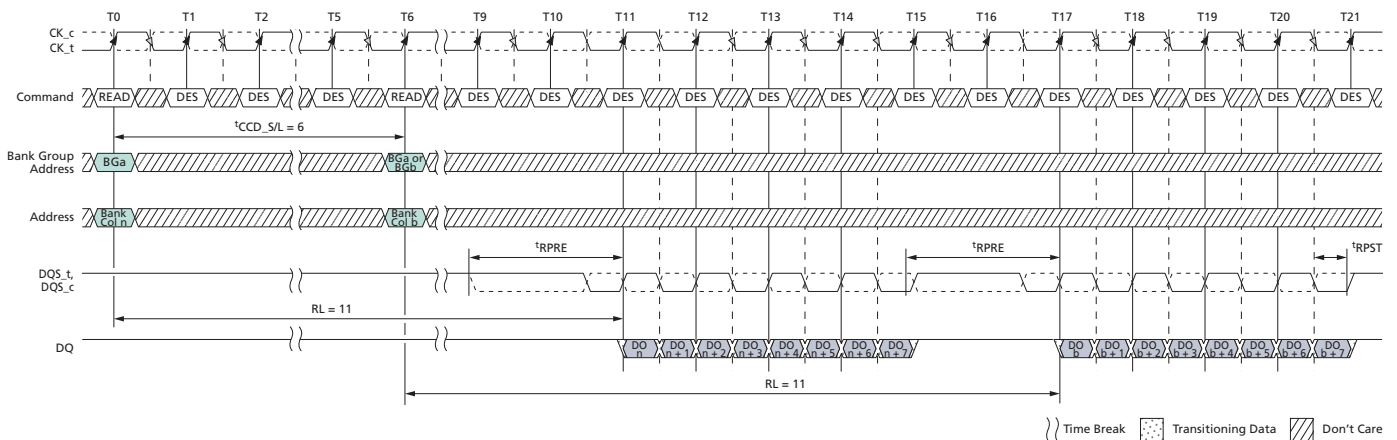 T0 T1 T2 T5 T6 T9 T10 T11 T12 T13 T14 T15 T16 T17 T18 T19 T20 T21
CK_c
CK_t
Command READ DES DES DES READ DES DES DES DES DES DES DES DES DES DES DES DES DES
tCCD_S/L = 6
Bank Group
Address
BGa
BGa or
BGb
Address
Bank
Col n
Bank
Col b
tRPRE tRPRE tRPST
DQS_t,
DQS_c
RL = 11
DQ
DO
n
DO
n + 1
DO
n + 2
DO
n + 3
DO
n + 4
DO
n + 5
DO
n + 6
DO
n + 7
DO
b
DO
b + 1
DO
b + 2
DO
b + 3
DO
b + 4
DO
b + 5
DO
b + 6
DO
b + 7
RL = 11
Time Break Transitioning Data Don't Care